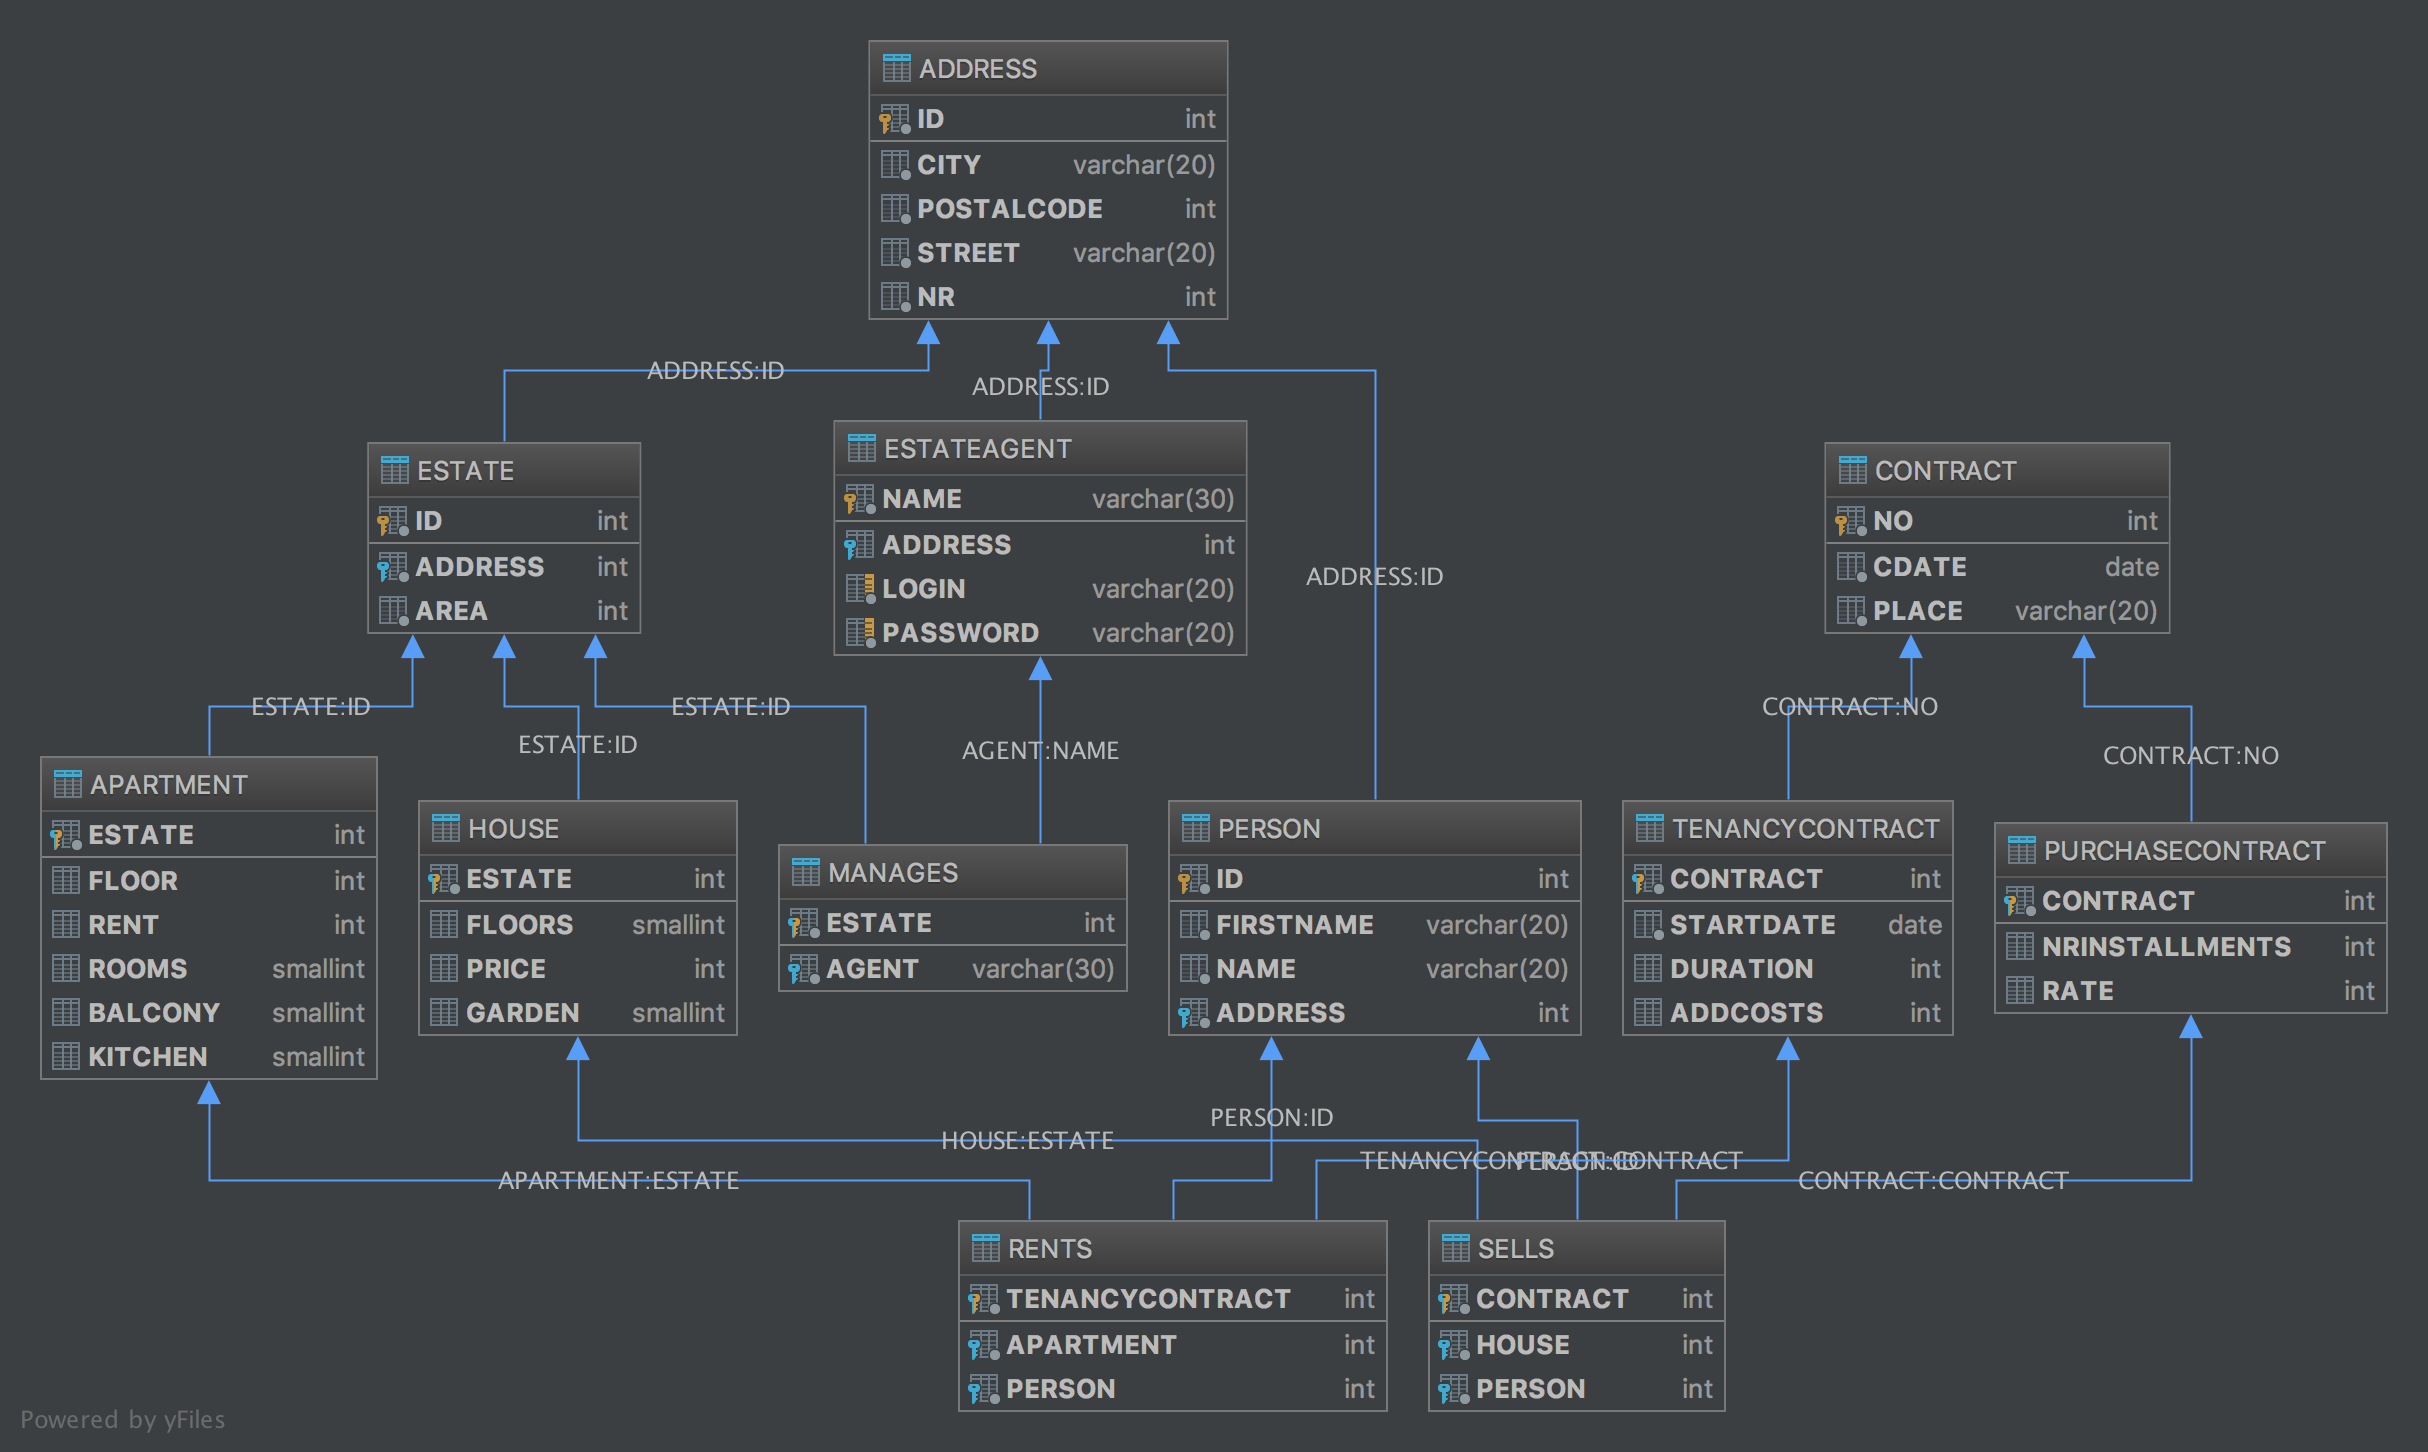 ADDRESS
ID int
CITY varchar(20)
POSTALCODE int
STREET varchar(20)
NR int
ADDRESS:ID
ADDRESS:ID
ADDRESS:ID
ESTATE
ID int
ADDRESS int
AREA int
ESTATEAGENT
NAME varchar(30)
ADDRESS int
LOGIN varchar(20)
PASSWORD varchar(20)
CONTRACT
NO int
CDATE date
PLACE varchar(20)
ESTATE:ID
ESTATE:ID
ESTATE:ID
AGENT:NAME
CONTRACT:NO
CONTRACT:NO
APARTMENT
ESTATE int
FLOOR int
RENT int
ROOMS smallint
BALCONY smallint
KITCHEN smallint
HOUSE
ESTATE int
FLOORS smallint
PRICE int
GARDEN smallint
MANAGES
ESTATE int
AGENT varchar(30)
PERSON
ID int
FIRSTNAME varchar(20)
NAME varchar(20)
ADDRESS int
TENANCYCONTRACT
CONTRACT int
STARTDATE date
DURATION int
ADDCOSTS int
PURCHASECONTRACT
CONTRACT int
NRINSTALLMENTS int
RATE int
PERSON:ID
HOUSE:ESTATE
APARTMENT:ESTATE
TENANCYCONTRACT:CONTRACT
PERSON:ID
CONTRACT:CONTRACT
RENTS
TENANCYCONTRACT int
APARTMENT int
PERSON int
SELLS
CONTRACT int
HOUSE int
PERSON int
Powered by yFiles